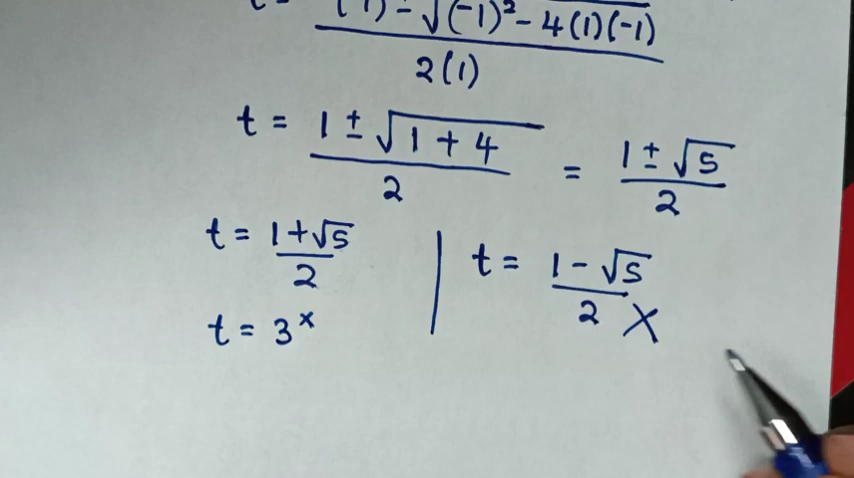 t = (-1) ± √(-1)² - 4(1)(-1) / 2(1)
t = 1 ± √1 + 4 / 2 = 1 ± √5 / 2
t = 1 + √5 / 2 | t = 1 - √5 / 2 X
t = 3ˣ